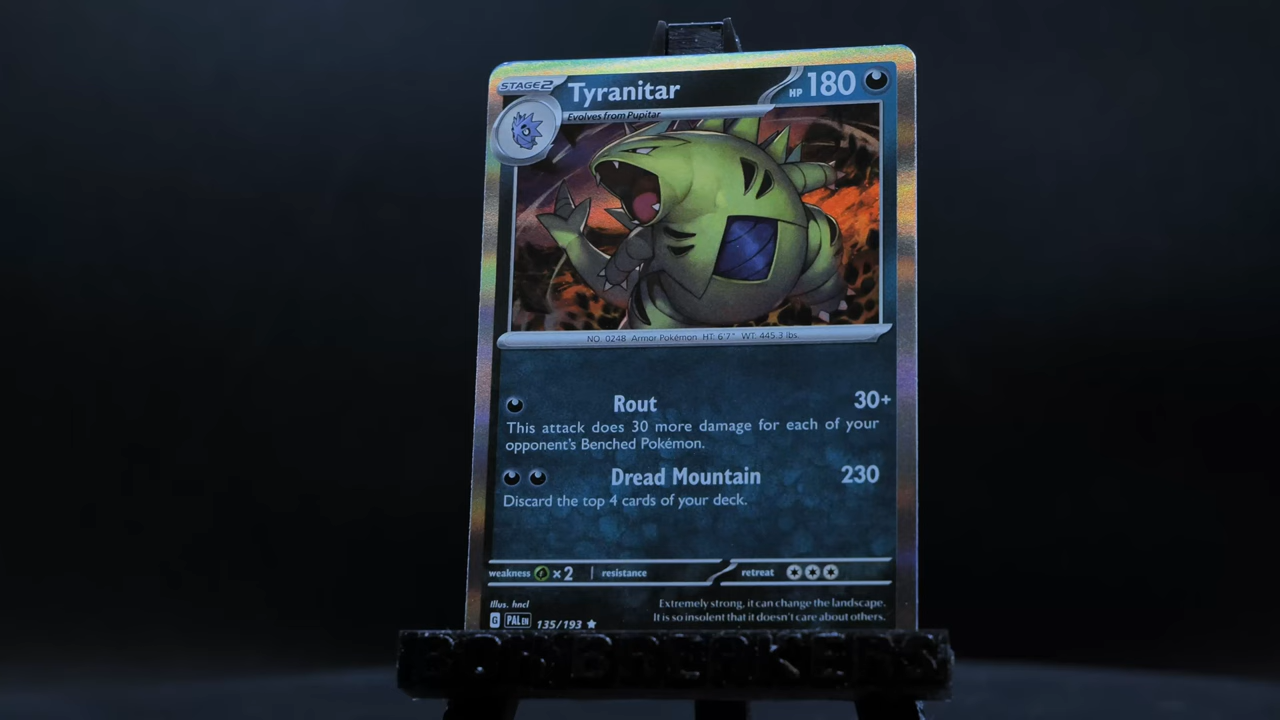 STAGE2 Tyranitar HP 180
Evolves from Pupitar
NO. 0248 Armor Pokémon HT: 6'7" WT: 445.3 lbs.
Rout 30+
This attack does 30 more damage for each of your
opponent's Benched Pokémon.
Dread Mountain 230
Discard the top 4 cards of your deck.
weakness x2 resistance retreat
Illus. hncl
Extremely strong, it can change the landscape.
It is so insolent that it doesn't care about others.
G PAL EN 135/193
BOXBREAKERS